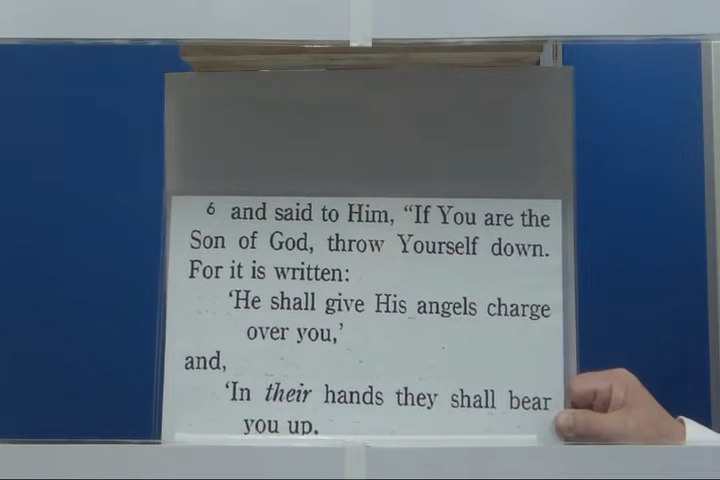 6 and said to Him, “If You are the
Son of God, throw Yourself down.
For it is written:
‘He shall give His angels charge
over you,’
and,
‘In their hands they shall bear
you up.